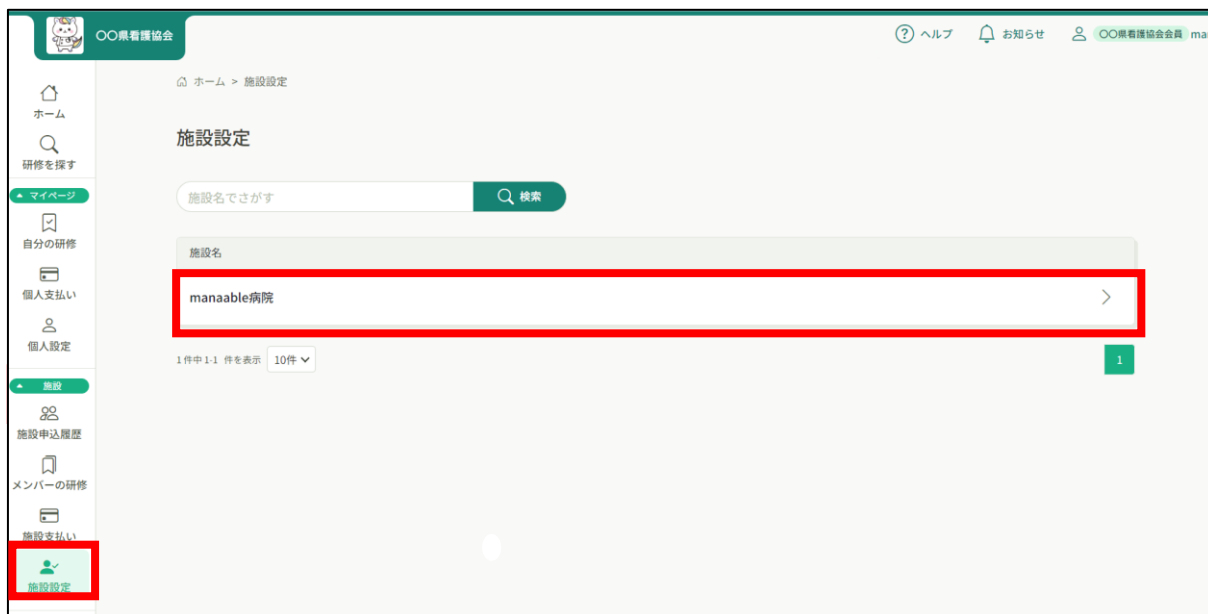 〇〇県看護協会
ヘルプ
お知らせ
〇〇県看護協会会員
ホーム
研修を探す
マイページ
自分の研修
個人支払い
個人設定
施設
施設申込履歴
メンバーの研修
施設支払い
施設設定
ホーム > 施設設定
施設設定
施設名でさがす
検索
施設名
manaable病院
1件中1-1 件を表示 10件
1